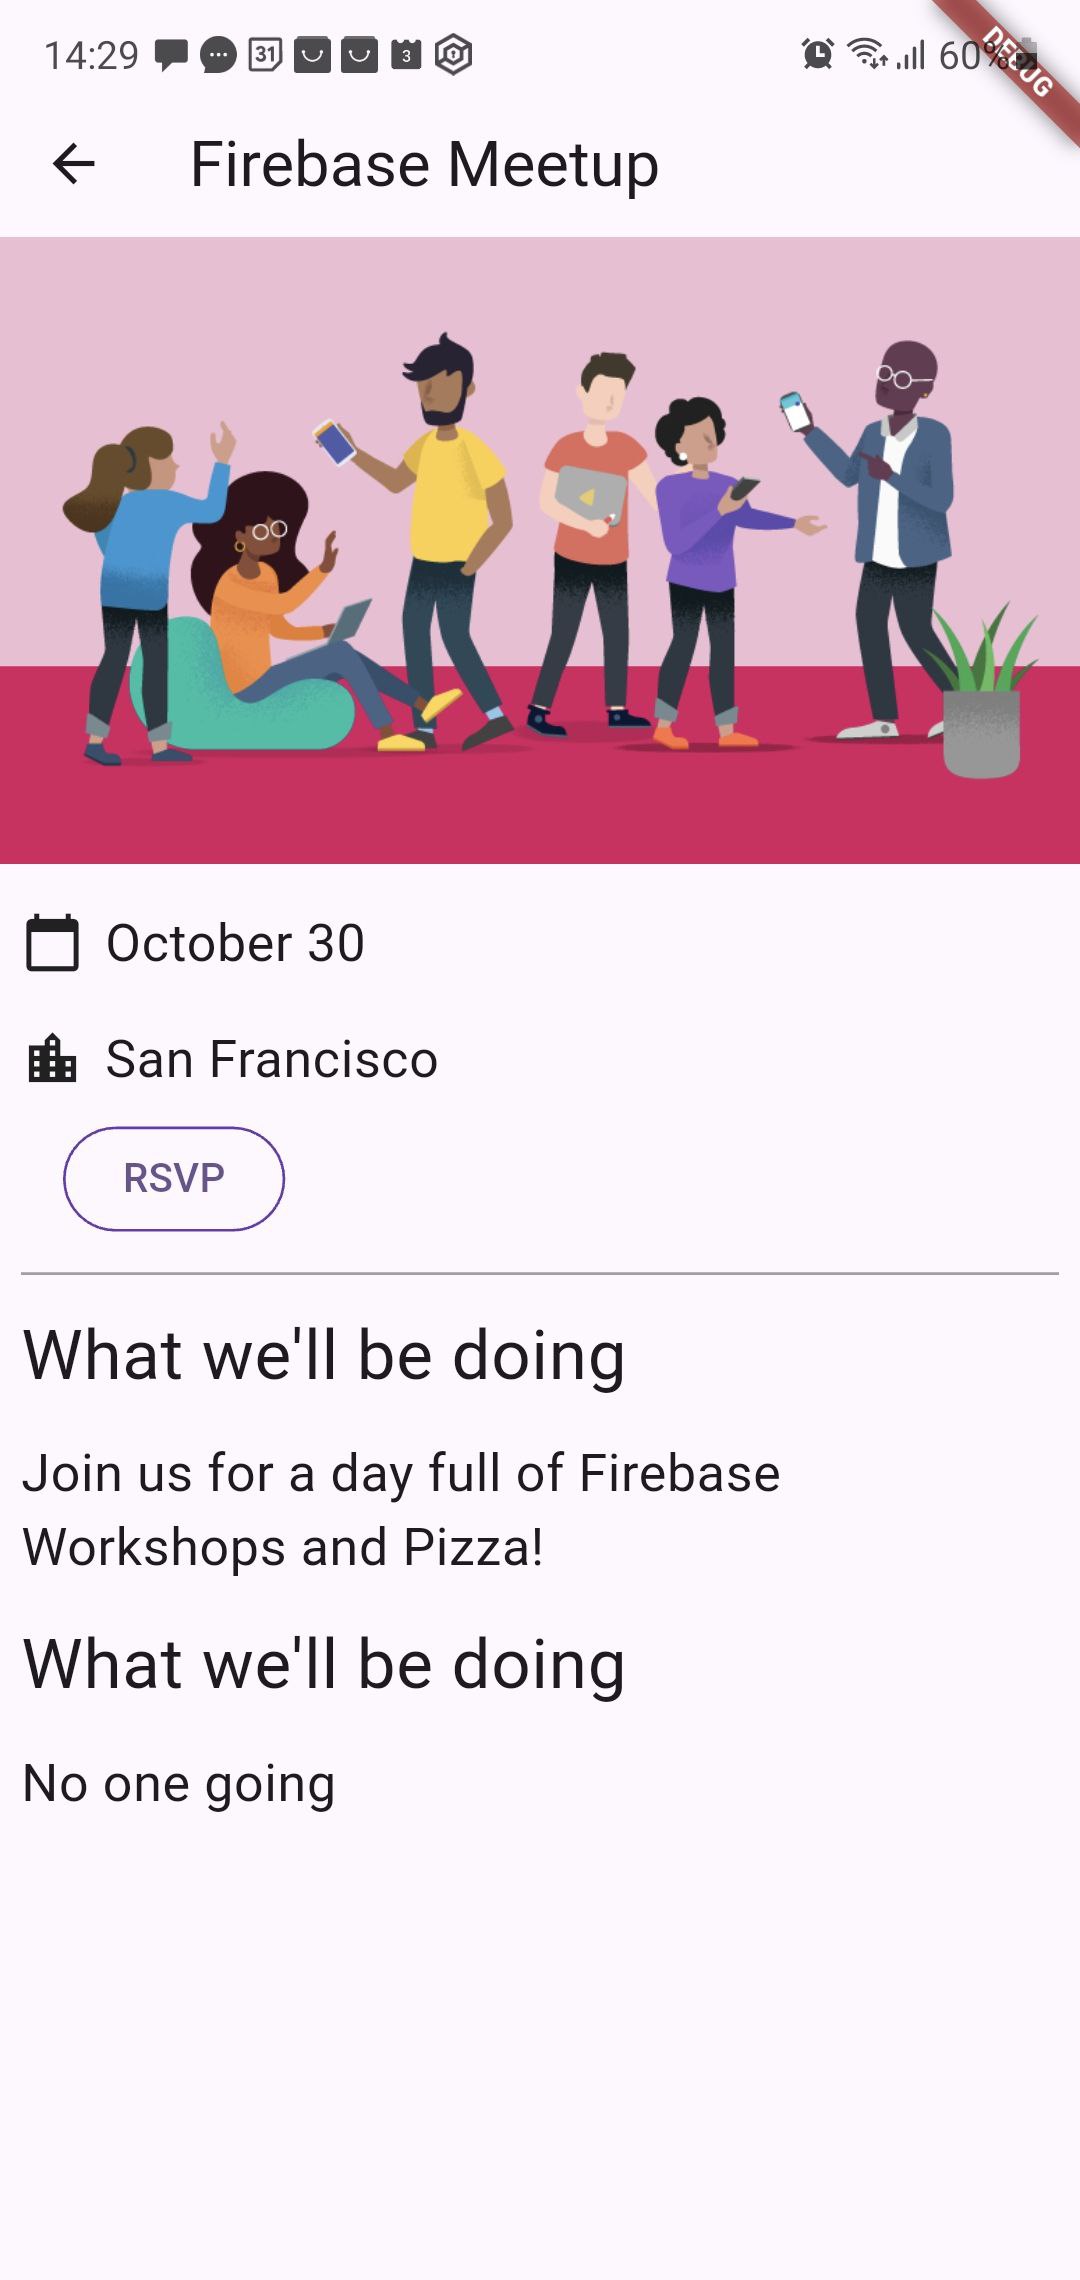 14:29 31 3 60%
DEBUG
Firebase Meetup
October 30
San Francisco
RSVP
What we'll be doing
Join us for a day full of Firebase
Workshops and Pizza!
What we'll be doing
No one going